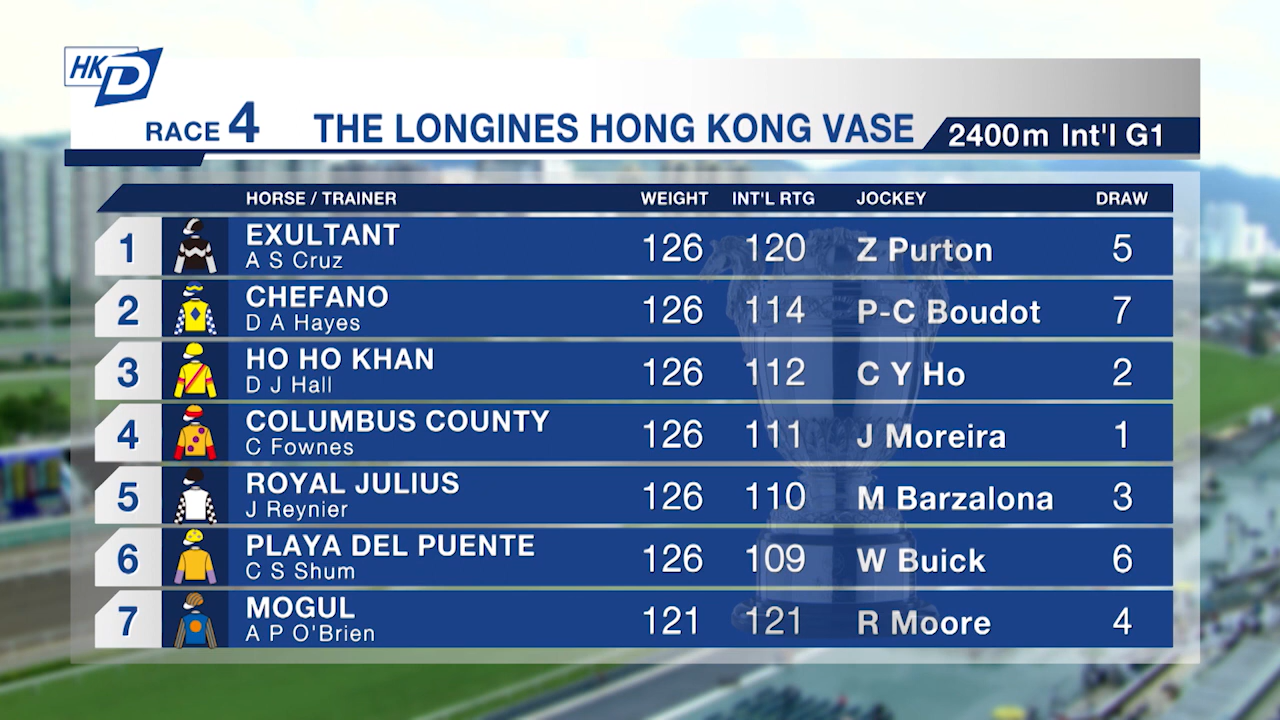 HK D
RACE 4 THE LONGINES HONG KONG VASE 2400m Int'l G1
HORSE / TRAINER WEIGHT INT'L RTG JOCKEY DRAW
1 EXULTANT 126 120 Z Purton 5
A S Cruz
2 CHEFANO 126 114 P-C Boudot 7
D A Hayes
3 HO HO KHAN 126 112 C Y Ho 2
D J Hall
4 COLUMBUS COUNTY 126 111 J Moreira 1
C Fownes
5 ROYAL JULIUS 126 110 M Barzalona 3
J Reynier
6 PLAYA DEL PUENTE 126 109 W Buick 6
C S Shum
7 MOGUL 121 121 R Moore 4
A P O'Brien